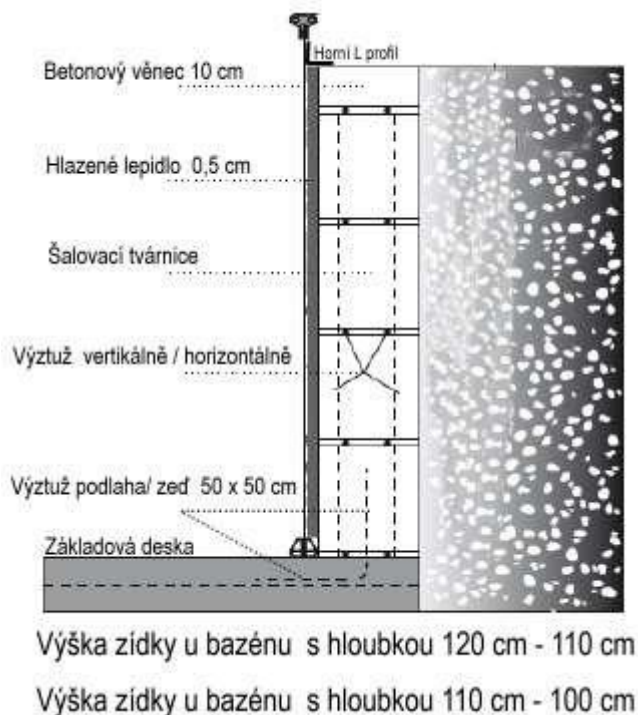 Horní L profil
Betonový věnec 10 cm
Hlazené lepidlo 0,5 cm
Šalovací tvárnice
Výztuž vertikálně / horizontálně
Výztuž podlaha/ zeď 50 x 50 cm
Základová deska
Výška zídky u bazénu s hloubkou 120 cm - 110 cm
Výška zídky u bazénu s hloubkou 110 cm - 100 cm